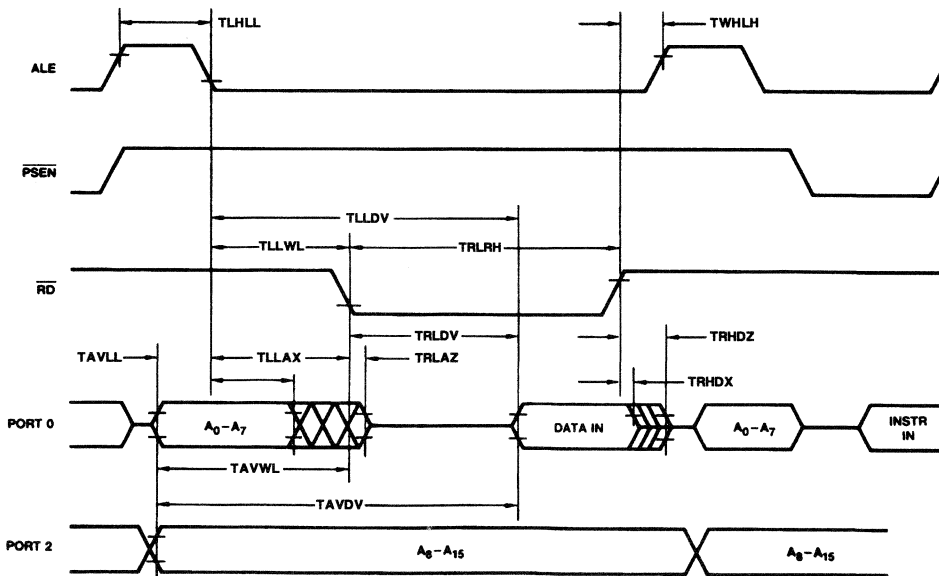 TLHLL
TWHLH
ALE
PSEN
TLLDV
TLLWL
TRLRH
RD
TRLDV
TRHDZ
TAVLL
TLLAX
TRLAZ
TRHDX
PORT 0
A₀–A₇
DATA IN
A₀–A₇
INSTR
IN
TAVWL
TAVDV
PORT 2
A₈–A₁₅
A₈–A₁₅